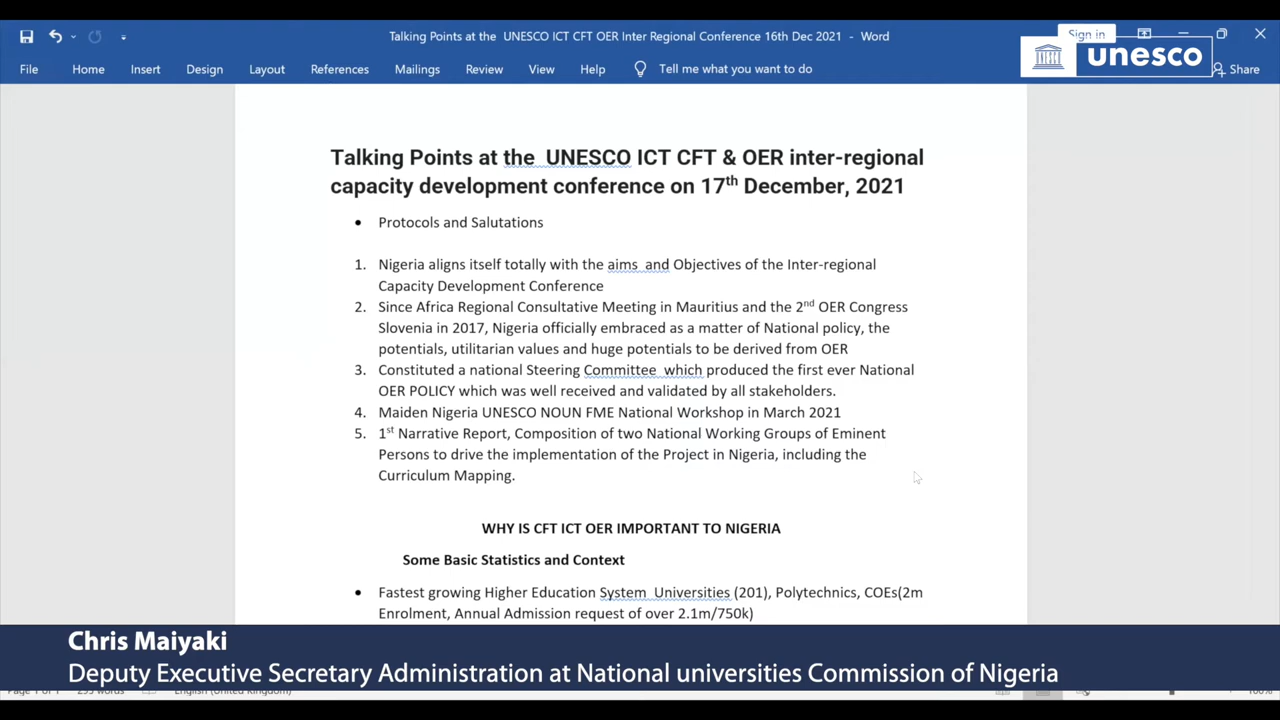 Talking Points at the UNESCO ICT CFT OER Inter Regional Conference 16th Dec 2021 - Word
Sign in
unesco
File Home Insert Design Layout References Mailings Review View Help Tell me what you want to do Share
Talking Points at the UNESCO ICT CFT & OER inter-regional
capacity development conference on 17th December, 2021
• Protocols and Salutations
1. Nigeria aligns itself totally with the aims and Objectives of the Inter-regional
Capacity Development Conference
2. Since Africa Regional Consultative Meeting in Mauritius and the 2nd OER Congress
Slovenia in 2017, Nigeria officially embraced as a matter of National policy, the
potentials, utilitarian values and huge potentials to be derived from OER
3. Constituted a national Steering Committee which produced the first ever National
OER POLICY which was well received and validated by all stakeholders.
4. Maiden Nigeria UNESCO NOUN FME National Workshop in March 2021
5. 1st Narrative Report, Composition of two National Working Groups of Eminent
Persons to drive the implementation of the Project in Nigeria, including the
Curriculum Mapping.
WHY IS CFT ICT OER IMPORTANT TO NIGERIA
Some Basic Statistics and Context
• Fastest growing Higher Education System Universities (201), Polytechnics, COEs(2m
Enrolment, Annual Admission request of over 2.1m/750k)
Chris Maiyaki
Deputy Executive Secretary Administration at National universities Commission of Nigeria